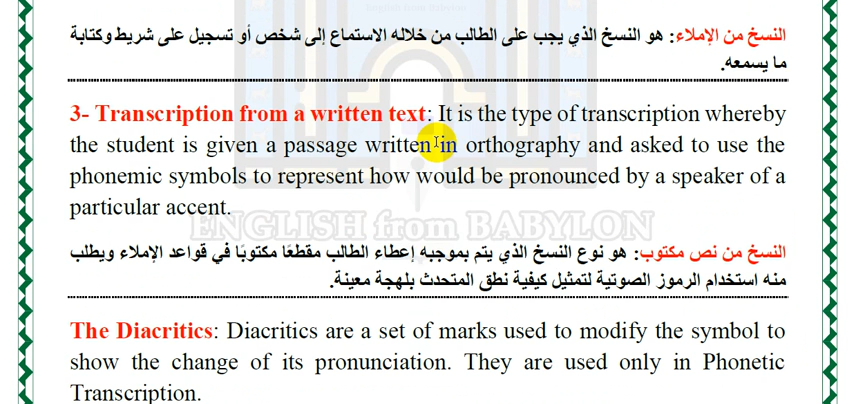 English from Babylon
النسخ من الإملاء: هو النسخ الذي يجب على الطالب من خلاله الاستماع إلى شخص أو تسجيل على شريط وكتابة
ما يسمعه.
3- Transcription from a written text: It is the type of transcription whereby
the student is given a passage written in orthography and asked to use the
phonemic symbols to represent how would be pronounced by a speaker of a
particular accent.
ENGLISH from BABYLON
النسخ من نص مكتوب: هو نوع النسخ الذي يتم بموجبه إعطاء الطالب مقطعًا مكتوبًا في قواعد الإملاء ويطلب
منه استخدام الرموز الصوتية لتمثيل كيفية نطق المتحدث بلهجة معينة.
The Diacritics: Diacritics are a set of marks used to modify the symbol to
show the change of its pronunciation. They are used only in Phonetic
Transcription.